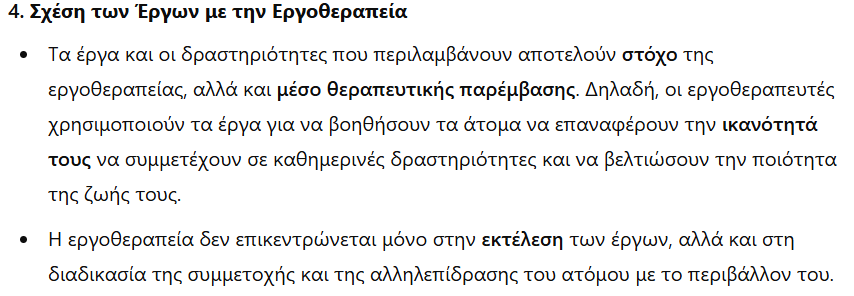 4. Σχέση των Έργων με την Εργοθεραπεία
• Τα έργα και οι δραστηριότητες που περιλαμβάνουν αποτελούν στόχο της
εργοθεραπείας, αλλά και μέσο θεραπευτικής παρέμβασης. Δηλαδή, οι εργοθεραπευτές
χρησιμοποιούν τα έργα για να βοηθήσουν τα άτομα να επαναφέρουν την ικανότητά
τους να συμμετέχουν σε καθημερινές δραστηριότητες και να βελτιώσουν την ποιότητα
της ζωής τους.
• Η εργοθεραπεία δεν επικεντρώνεται μόνο στην εκτέλεση των έργων, αλλά και στη
διαδικασία της συμμετοχής και της αλληλεπίδρασης του ατόμου με το περιβάλλον του.